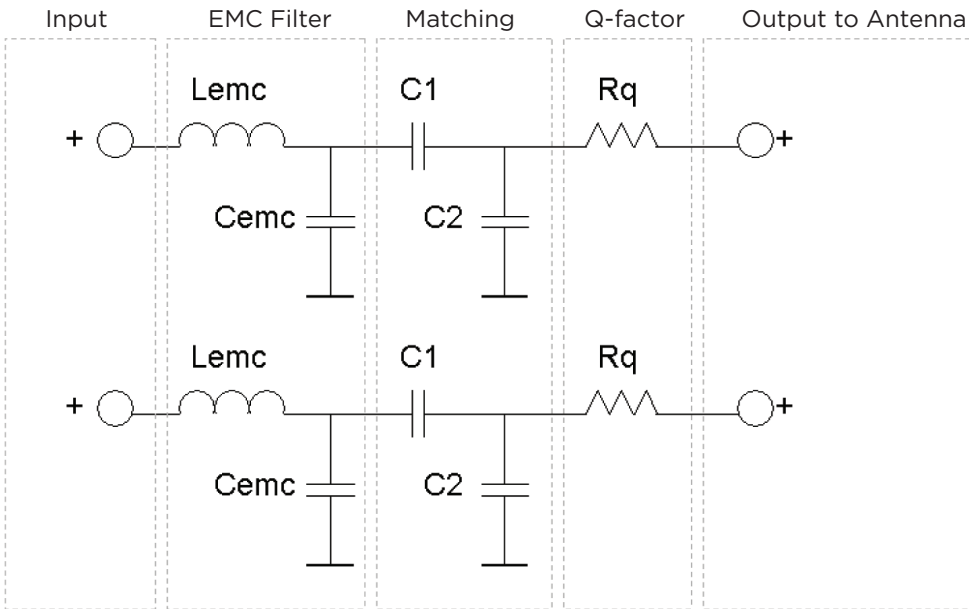 Input EMC Filter Matching Q-factor Output to Antenna
Lemc C1 Rq
+ +
Cemc C2
Lemc C1 Rq
+ +
Cemc C2